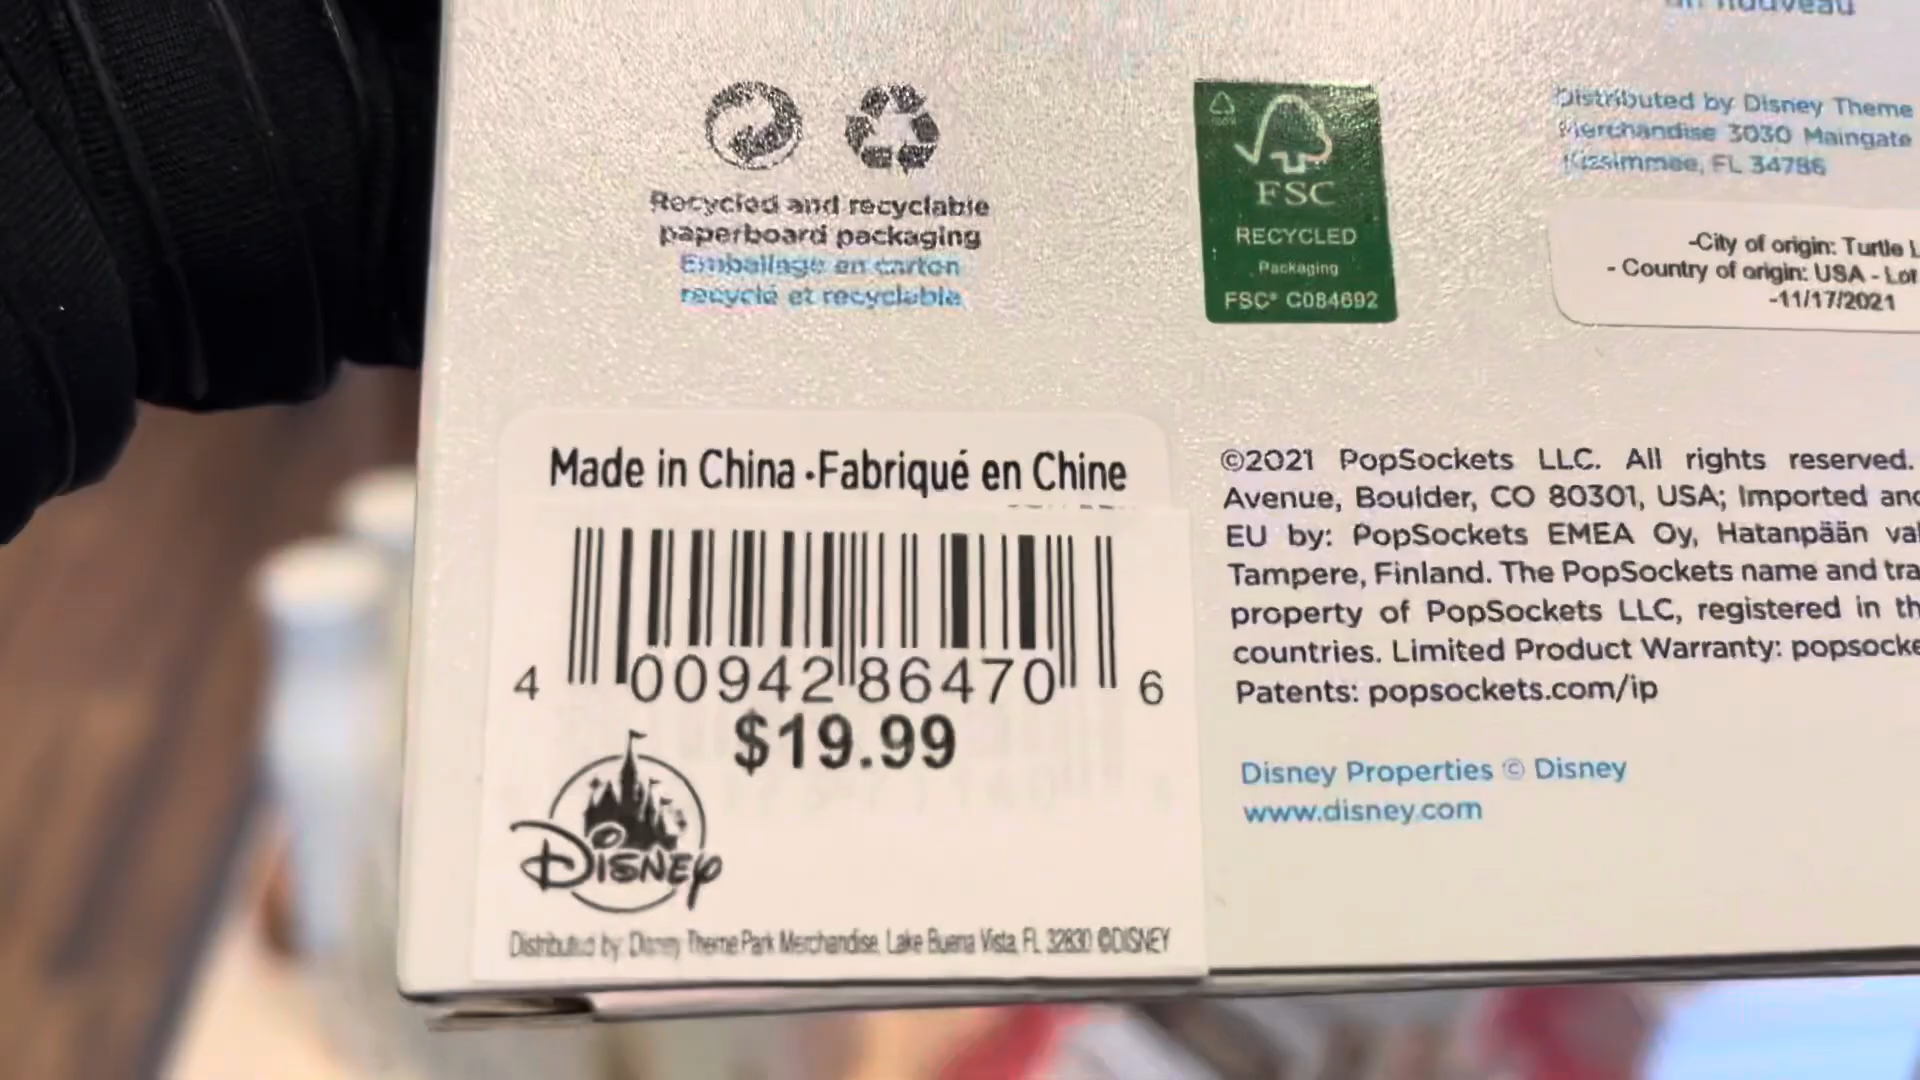 nouveau
Recycled and recyclable
paperboard packaging
Emballage en carton
recyclé et recyclable
FSC
RECYCLED
Packaging
FSC® C084692
Distributed by Disney Theme
Merchandise 3030 Maingate
Kissimmee, FL 34786
-City of origin: Turtle L
- Country of origin: USA - Lot
-11/17/2021
Made in China · Fabriqué en Chine
4 00942 86470 6
$19.99
Disney
Distributed by: Disney Theme Park Merchandise, Lake Buena Vista, FL 32830 ©DISNEY
©2021 PopSockets LLC. All rights reserved.
Avenue, Boulder, CO 80301, USA; Imported and
EU by: PopSockets EMEA Oy, Hatanpään val
Tampere, Finland. The PopSockets name and tra
property of PopSockets LLC, registered in th
countries. Limited Product Warranty: popsocke
Patents: popsockets.com/ip
Disney Properties © Disney
www.disney.com